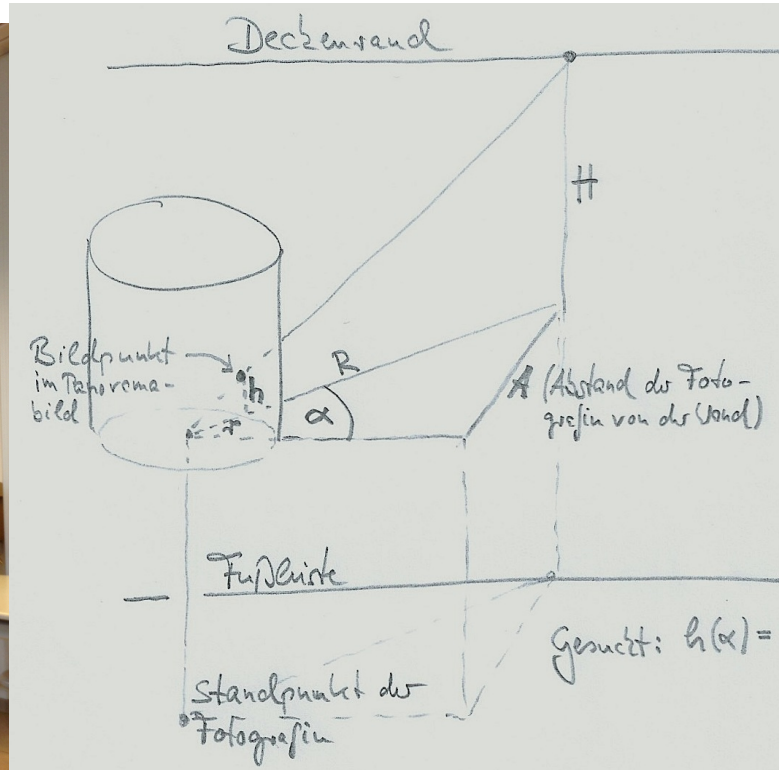 Deckenrand
H
Bildpunkt
im Panorama-
bild
h
R
α
r
A (Abstand der Foto-
grafin von der Wand)
Fußleiste
Gesucht: h(α) =
Standpunkt der
Fotografin